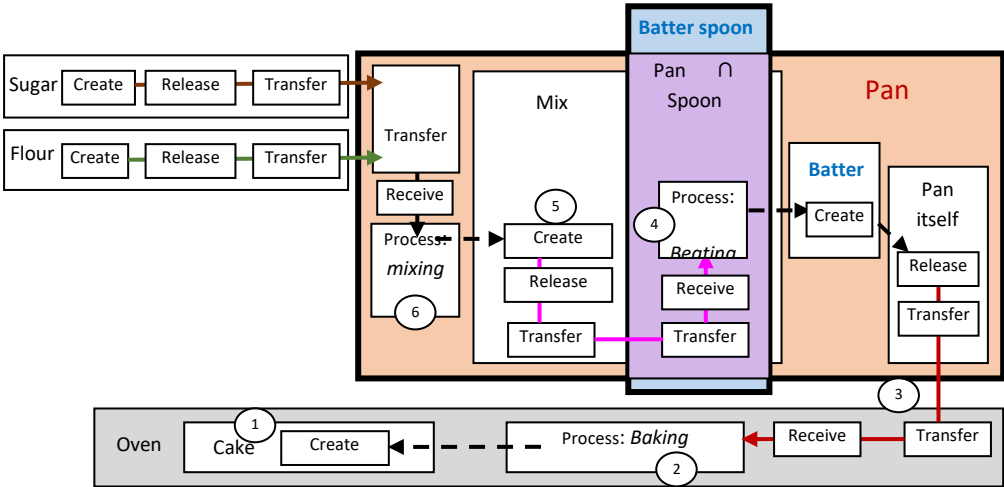 Batter spoon
Sugar
Create
Release
Transfer
Flour
Create
Release
Transfer
Transfer
Receive
Process:
mixing
6
Mix
5
Create
Release
Transfer
Pan ∩
Spoon
4
Process:
Beating
Receive
Transfer
Pan
Batter
Create
Pan
itself
Release
Transfer
3
Oven
1
Cake
Create
Process: Baking
2
Receive
Transfer